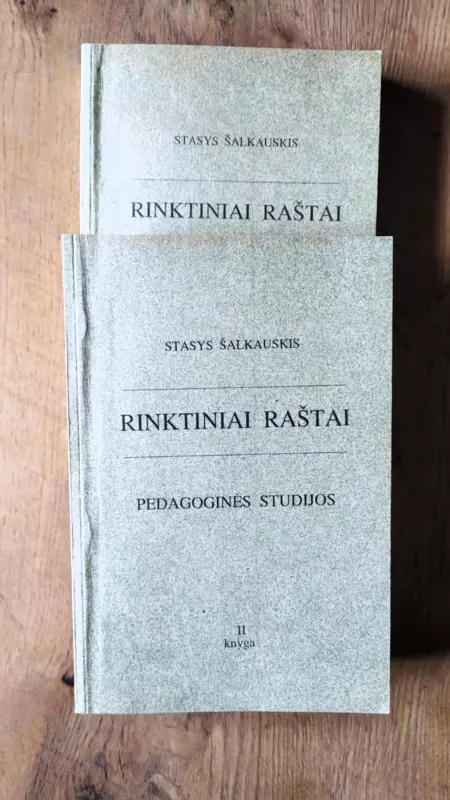 STASYS ŠALKAUSKIS
RINKTINIAI RAŠTAI
STASYS ŠALKAUSKIS
RINKTINIAI RAŠTAI
PEDAGOGINĖS STUDIJOS
II
knyga